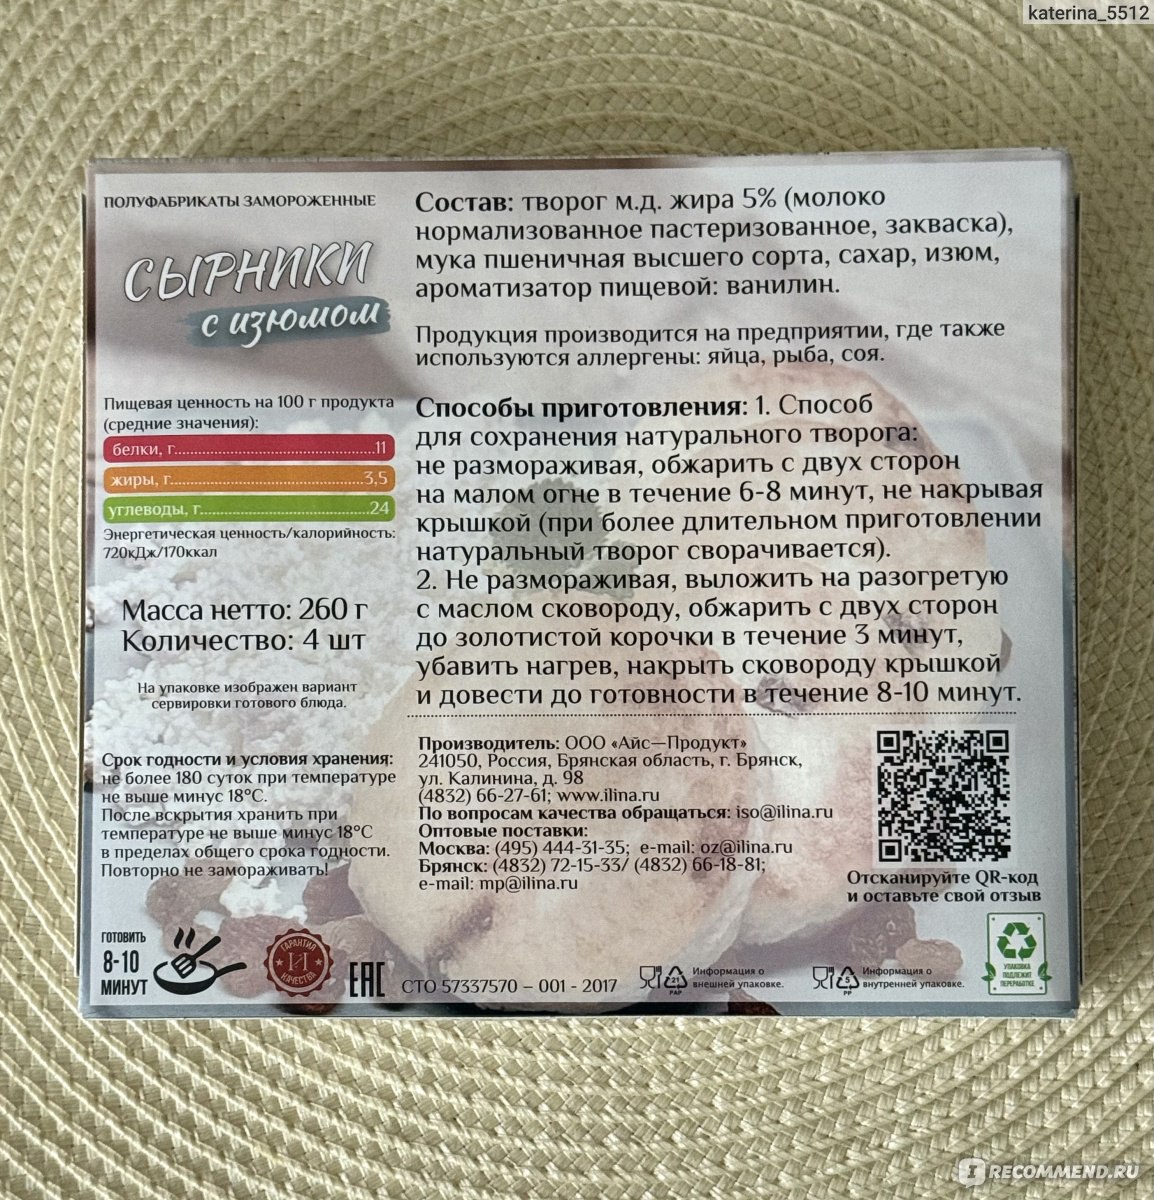 katerina_5512
ПОЛУФАБРИКАТЫ ЗАМОРОЖЕННЫЕ
СЫРНИКИ
с изюмом
Пищевая ценность на 100 г продукта
(средние значения):
белки, г...11
жиры, г...3,5
углеводы, г...24
Энергетическая ценность/калорийность:
720кДж/170ккал
Масса нетто: 260 г
Количество: 4 шт
На упаковке изображен вариант
сервировки готового блюда.
Срок годности и условия хранения:
не более 180 суток при температуре
не выше минус 18°С.
После вскрытия хранить при
температуре не выше минус 18°С
в пределах общего срока годности.
Повторно не замораживать!
ГОТОВИТЬ
8-10
МИНУТ
ГАРАНТИЯ
И
КАЧЕСТВА
Состав: творог м.д. жира 5% (молоко
нормализованное пастеризованное, закваска),
мука пшеничная высшего сорта, сахар, изюм,
ароматизатор пищевой: ванилин.
Продукция производится на предприятии, где также
используются аллергены: яйца, рыба, соя.
Способы приготовления: 1. Способ
для сохранения натурального творога:
не размораживая, обжарить с двух сторон
на малом огне в течение 6-8 минут, не накрывая
крышкой (при более длительном приготовлении
натуральный творог сворачивается).
2. Не размораживая, выложить на разогретую
с маслом сковороду, обжарить с двух сторон
до золотистой корочки в течение 3 минут,
убавить нагрев, накрыть сковороду крышкой
и довести до готовности в течение 8-10 минут.
Производитель: ООО «Айс—Продукт»
241050, Россия, Брянская область, г. Брянск,
ул. Калинина, д. 98
(4832) 66-27-61; www.ilina.ru
По вопросам качества обращаться: iso@ilina.ru
Оптовые поставки:
Москва: (495) 444-31-35; e-mail: oz@ilina.ru
Брянск: (4832) 72-15-33/ (4832) 66-18-81;
e-mail: mp@ilina.ru
Отсканируйте QR-код
и оставьте свой отзыв
ЕАС
СТО 57337570 – 001 - 2017
21
PAP
Информация о
внешней упаковке.
5
PP
Информация о
внутренней упаковке.
УПАКОВКА
ПОДЛЕЖИТ
ПЕРЕРАБОТКЕ
IRECOMMEND.RU